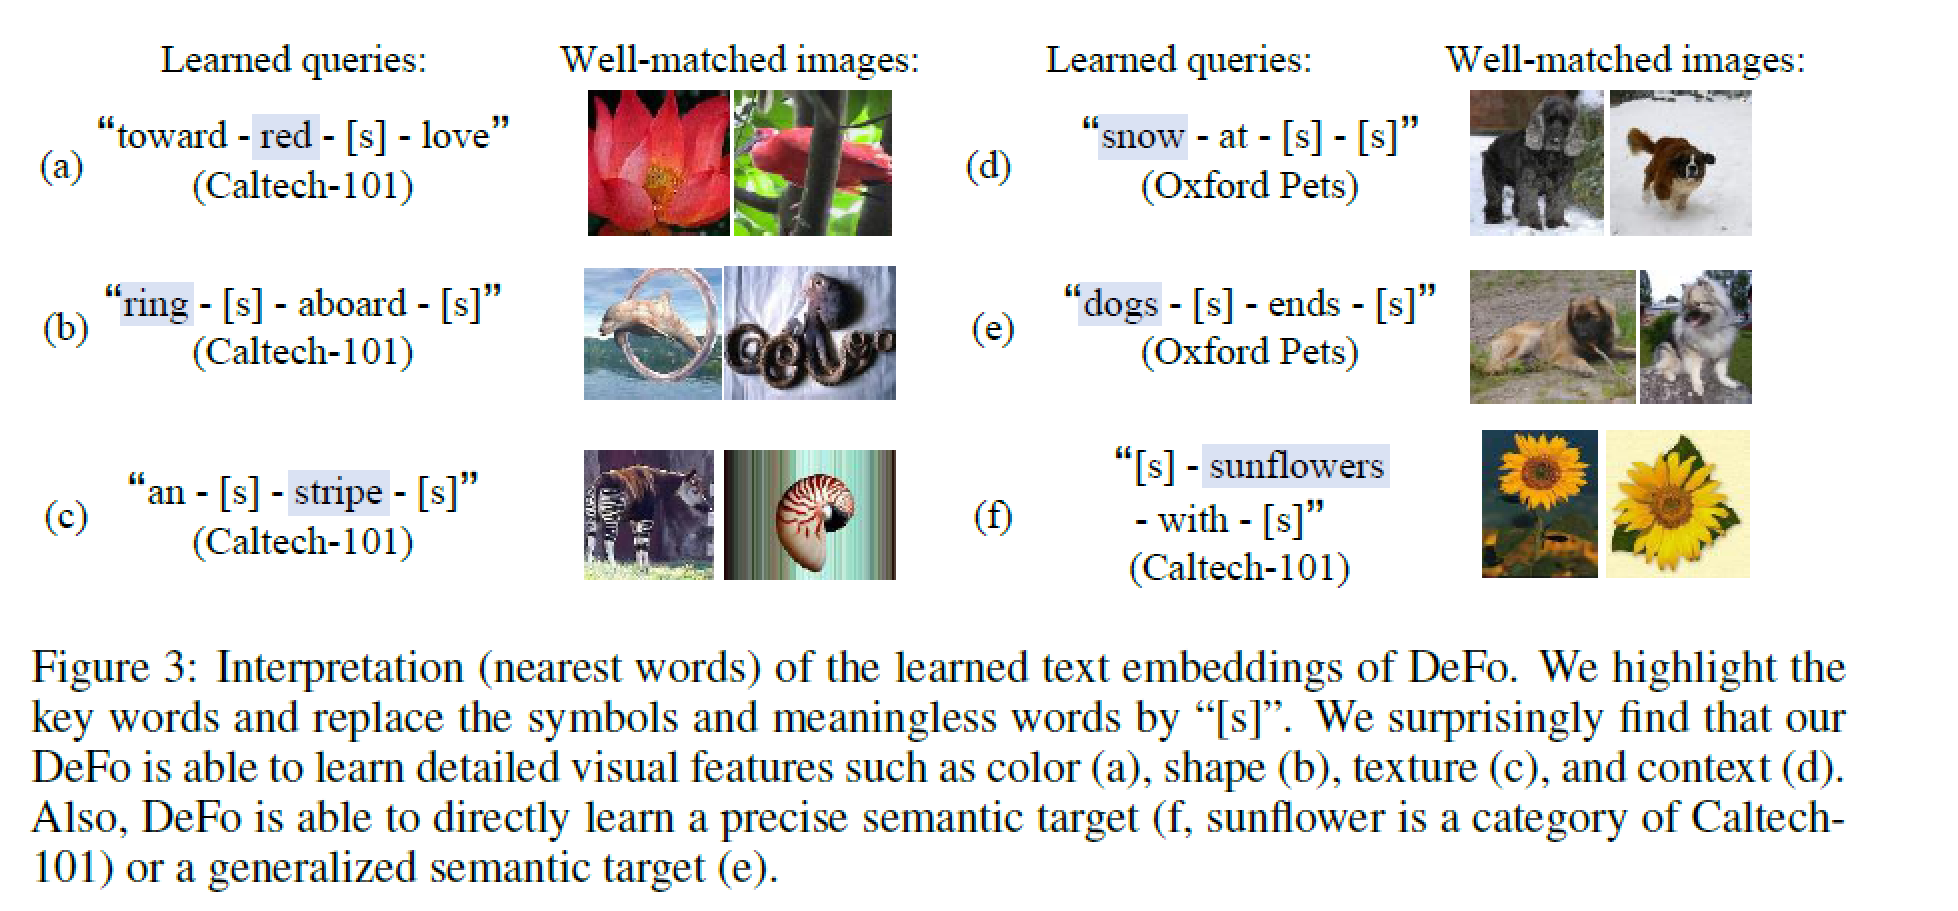 Learned queries: Well-matched images: Learned queries: Well-matched images:
(a) “toward - red - [s] - love”
(Caltech-101)
(b) “ring - [s] - aboard - [s]”
(Caltech-101)
(c) “an - [s] - stripe - [s]”
(Caltech-101)
(d) “snow - at - [s] - [s]”
(Oxford Pets)
(e) “dogs - [s] - ends - [s]”
(Oxford Pets)
(f) “[s] - sunflowers
- with - [s]”
(Caltech-101)
Figure 3: Interpretation (nearest words) of the learned text embeddings of DeFo. We highlight the
key words and replace the symbols and meaningless words by “[s]”. We surprisingly find that our
DeFo is able to learn detailed visual features such as color (a), shape (b), texture (c), and context (d).
Also, DeFo is able to directly learn a precise semantic target (f, sunflower is a category of Caltech-
101) or a generalized semantic target (e).